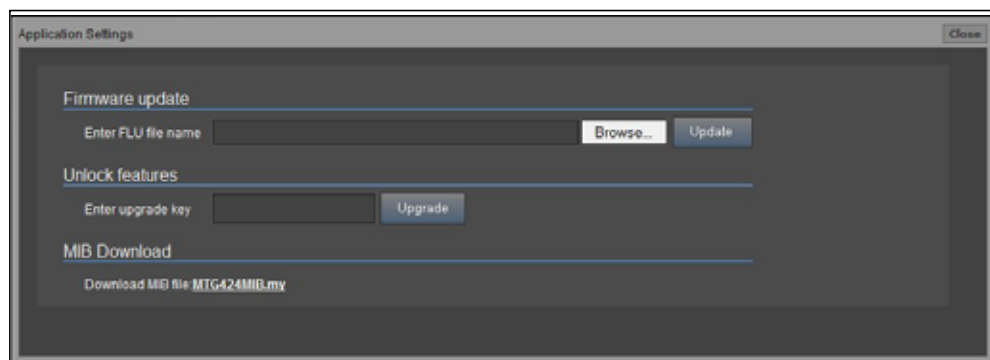 Application Settings Close
Firmware update
Enter FLU file name Browse... Update
Unlock features
Enter upgrade key Upgrade
MIB Download
Download MIB file:MTG424MIB.my